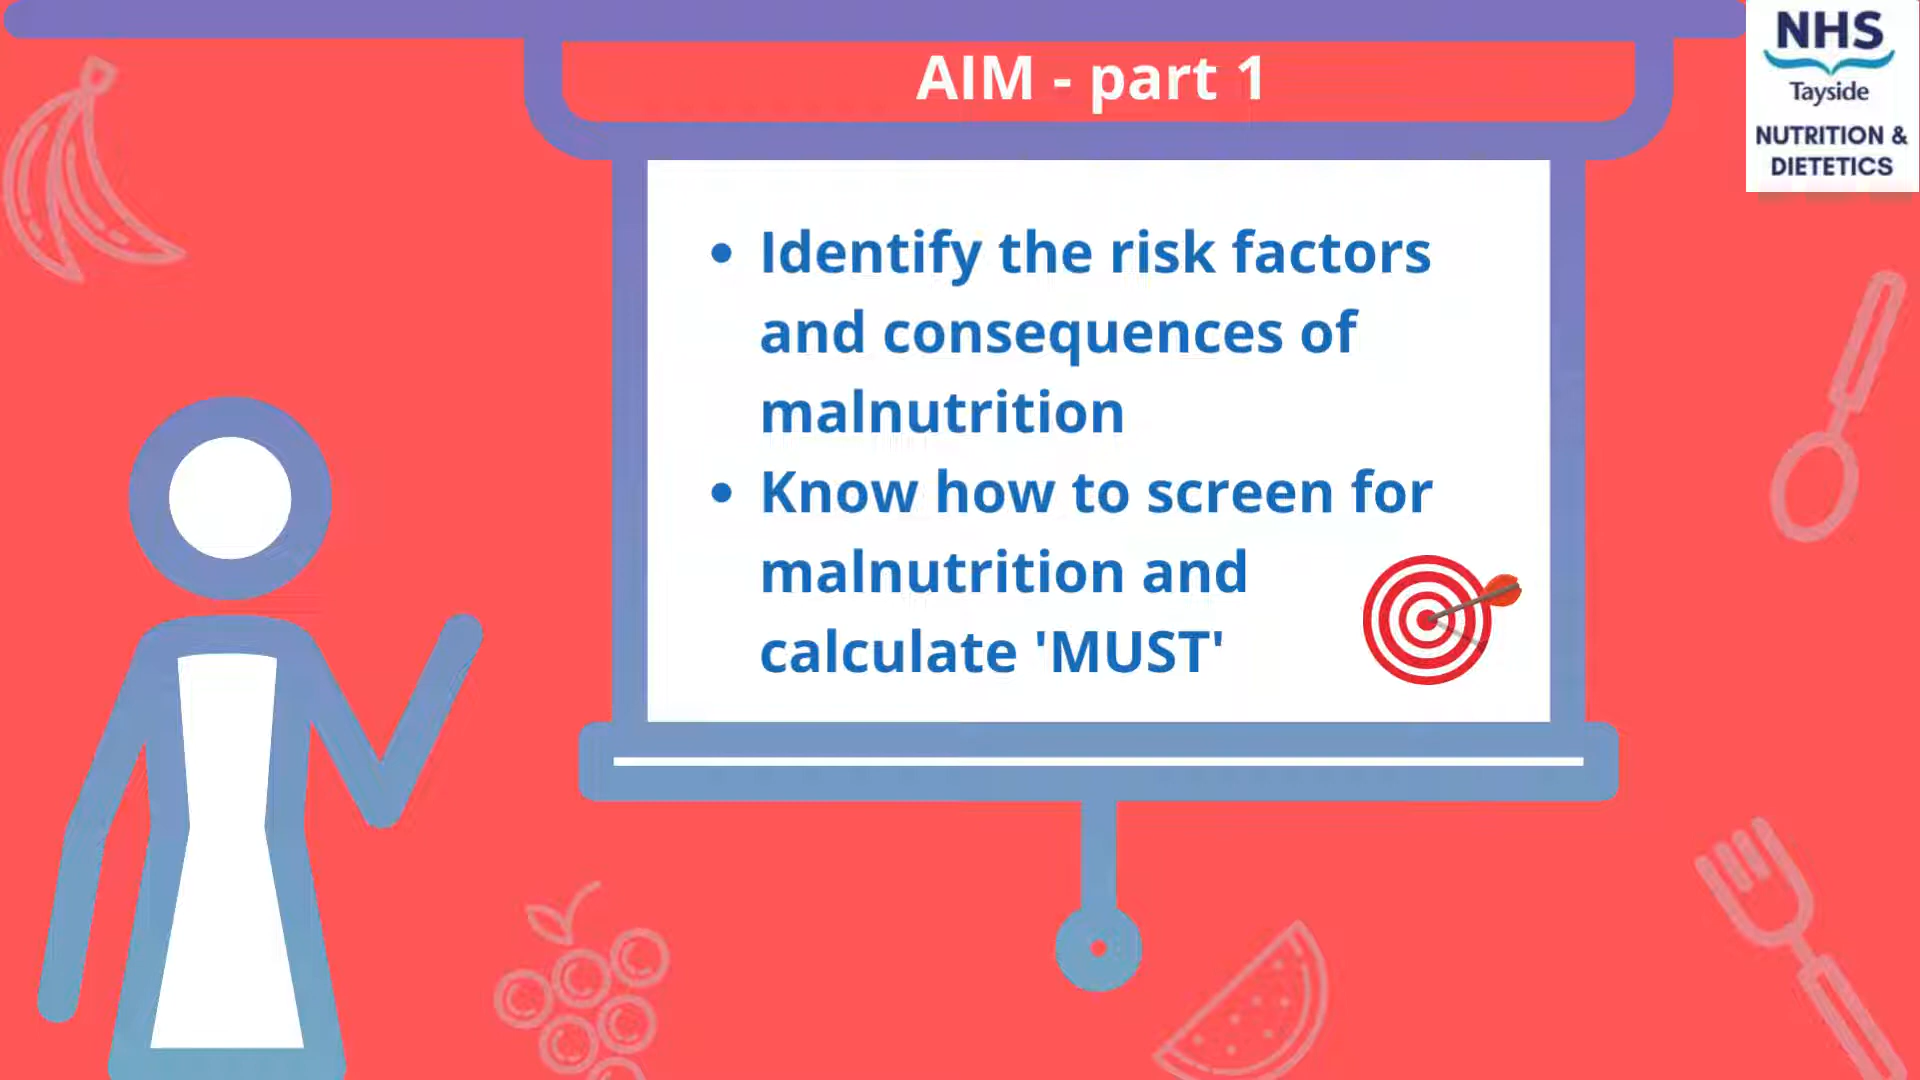 AIM - part 1
NHS
Tayside
NUTRITION &
DIETETICS
• Identify the risk factors
and consequences of
malnutrition
• Know how to screen for
malnutrition and
calculate 'MUST'